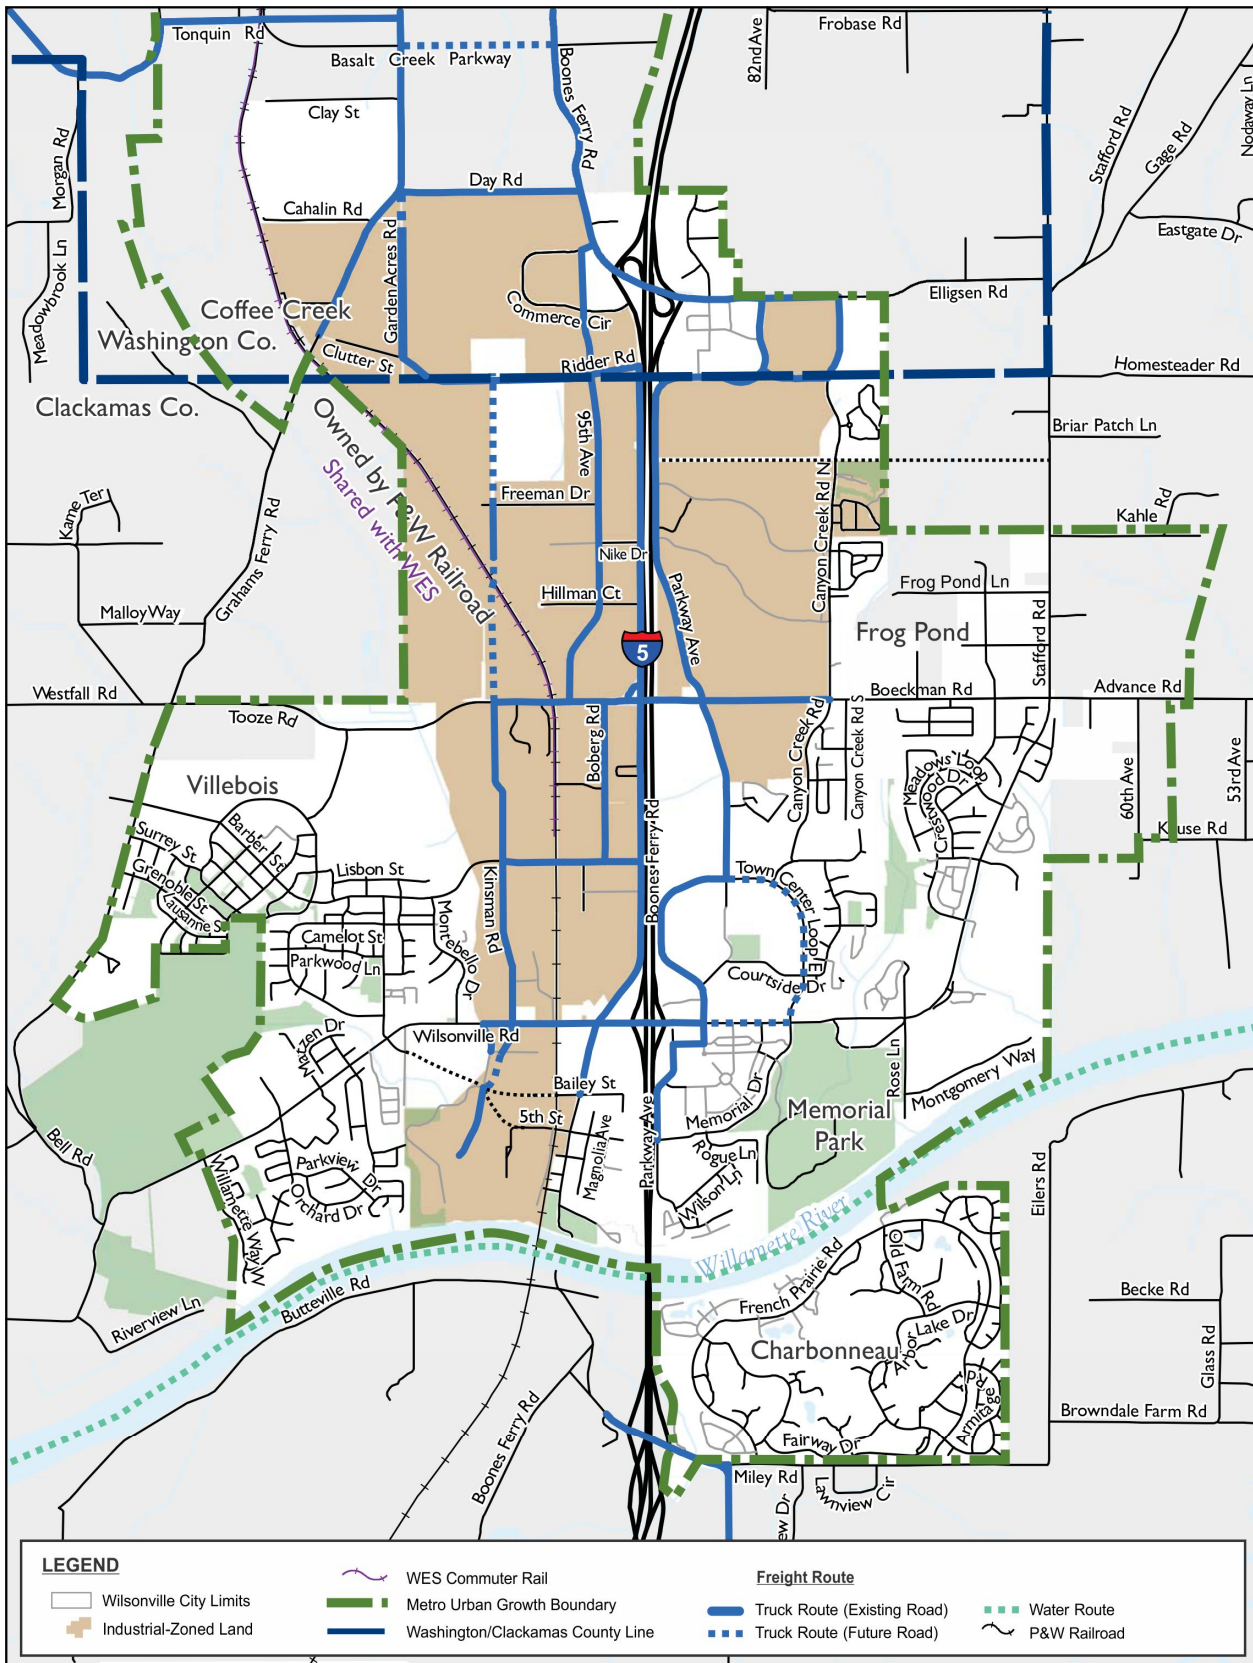 Tonquin Rd
Frobase Rd
82nd Ave
Basalt Creek Parkway
Boones Ferry Rd
Nodaway Ln
Clay St
Stafford Rd
Gage Rd
Morgan Rd
Day Rd
Cahalin Rd
Garden Acres Rd
Eastgate Dr
Meadowbrook Ln
Elligsen Rd
Coffee Creek
Commerce Cir
Washington Co.
Clutter St
Ridder Rd
Homesteader Rd
Clackamas Co.
Owned by P&W Railroad
Shared with WES
95th Ave
Briar Patch Ln
Canyon Creek Rd N
Kame Ter
Freeman Dr
Kahle Rd
Grahams Ferry Rd
Nike Dr
Parkway Ave
Frog Pond Ln
Hillman Ct
Malloy Way
Frog Pond
Stafford Rd
5
Westfall Rd
Boeckman Rd
Advance Rd
Tooze Rd
Boberg Rd
Canyon Creek Rd
Canyon Creek Rd S
Meadows Loop
Crestwood Dr
60th Ave
53rd Ave
Villebois
Boones Ferry Rd
Barber St
Surrey St
Grenoble St
Lausanne S
Lisbon St
Kruse Rd
Town Center Loop E
Kinsman Rd
Montebello Dr
Camelot St
Parkwood Ln
Courtside Dr
Mazen Dr
Wilsonville Rd
Rose Ln
Montgomery Way
Bailey St
5th St
Magnolia Ave
Parkway Ave
Memorial Dr
Memorial
Park
Bell Rd
Parkview Dr
Orchard Dr
Willamette Way W
Rogue Ln
Wilson Ln
Eilers Rd
Willamette River
Old Farm Rd
French Prairie Rd
Becke Rd
Butteville Rd
Riverview Ln
Lake Dr
Arbor
Charbonneau
Glass Rd
Armitage Rd
Browndale Farm Rd
Boones Ferry Rd
Fairway Dr
Miley Rd
Lawnview Cir
ew Dr
LEGEND
Wilsonville City Limits
Industrial-Zoned Land
WES Commuter Rail
Metro Urban Growth Boundary
Washington/Clackamas County Line
Freight Route
Truck Route (Existing Road)
Truck Route (Future Road)
Water Route
P&W Railroad